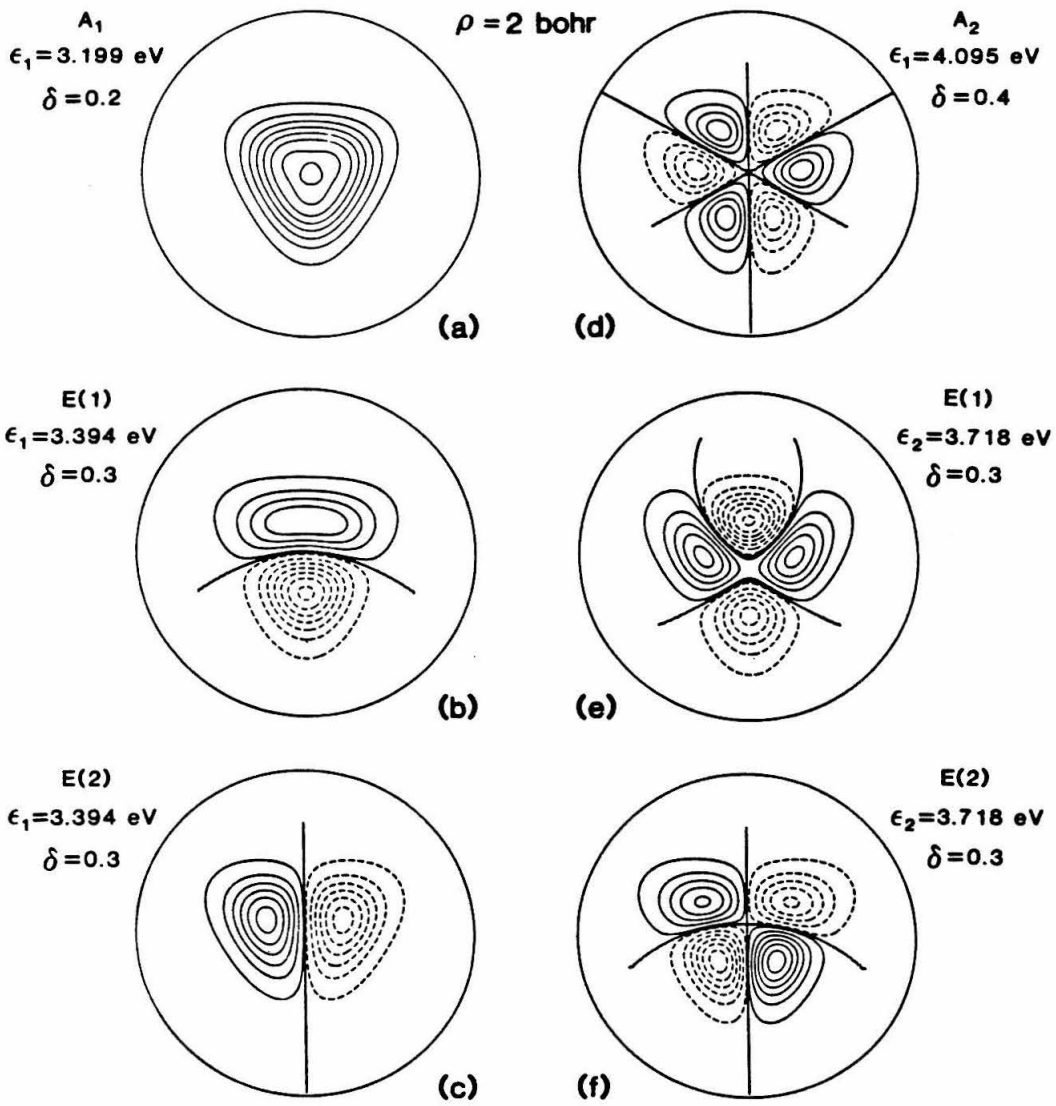 ρ = 2 bohr
A₁
ϵ₁=3.199 eV
δ=0.2
(a)
A₂
ϵ₁=4.095 eV
δ=0.4
(d)
E(1)
ϵ₁=3.394 eV
δ=0.3
(b)
E(1)
ϵ₂=3.718 eV
δ=0.3
(e)
E(2)
ϵ₁=3.394 eV
δ=0.3
(c)
E(2)
ϵ₂=3.718 eV
δ=0.3
(f)